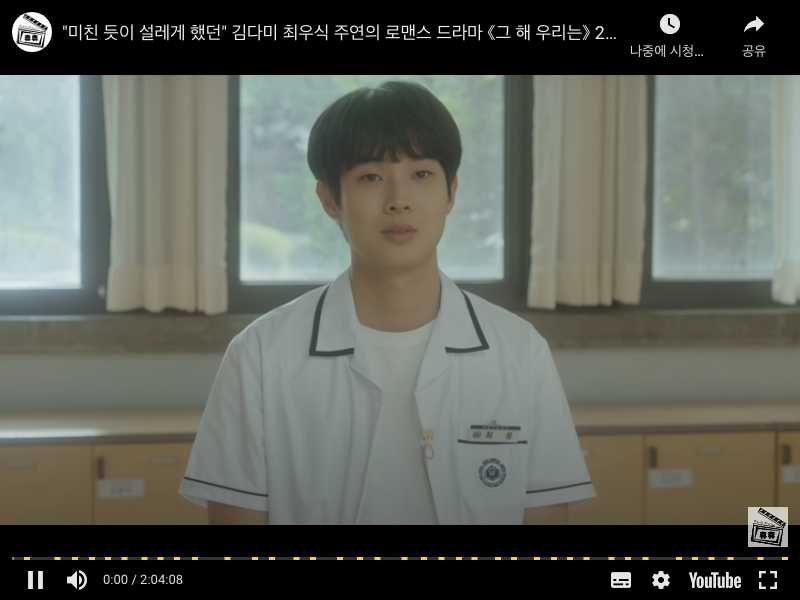 "미친 듯이 설레게 했던" 김다미 최우식 주연의 로맨스 드라마 《그 해 우리는》 2...
나중에 시청...
공유
최 웅
0:00 / 2:04:08
YouTube